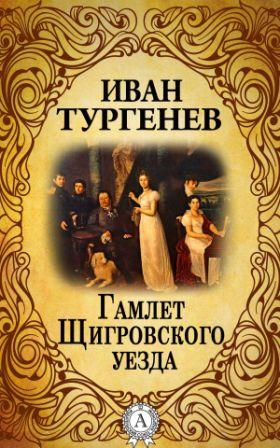 ИВАН
ТУРГЕНЕВ
ГАМЛЕТ
ЩИГРОВСКОГО
УЕЗДА
А